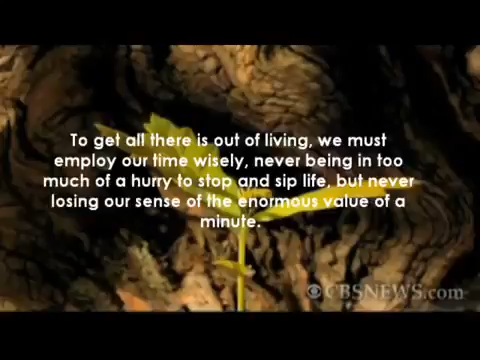 To get all there is out of living, we must
employ our time wisely, never being in too
much of a hurry to stop and sip life, but never
losing our sense of the enormous value of a
minute.
CBSNEWS.com